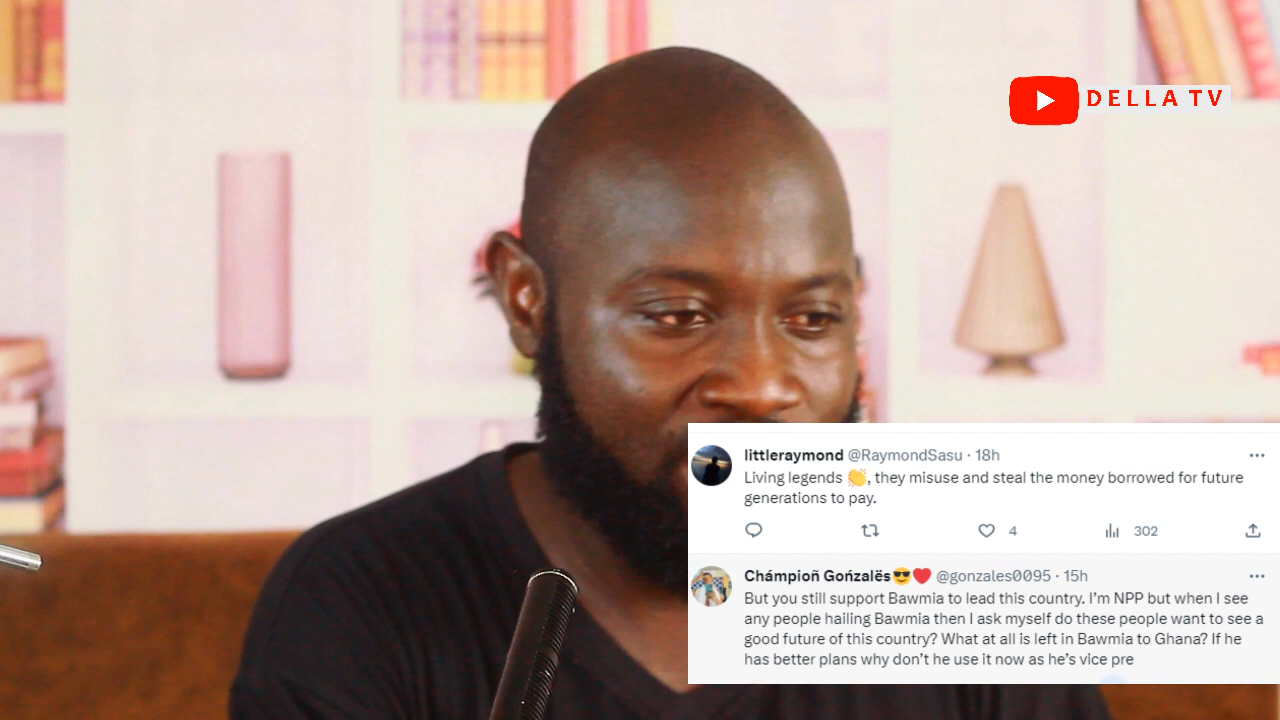 DELLA TV
littleraymond @RaymondSasu · 18h
Living legends 👏, they misuse and steal the money borrowed for future
generations to pay.
4 302
Chámpioñ Gońzalës😎❤️ @gonzales0095 · 15h
But you still support Bawmia to lead this country. I’m NPP but when I see
any people hailing Bawmia then I ask myself do these people want to see a
good future of this country? What at all is left in Bawmia to Ghana? If he
has better plans why don’t he use it now as he’s vice pre